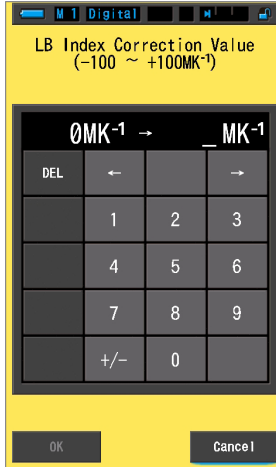 M 1 Digital
LB Index Correction Value
(-100 ~ +100MK⁻¹)
0MK⁻¹ → _ MK⁻¹
DEL ← →
1 2 3
4 5 6
7 8 9
+/- 0
OK Cancel